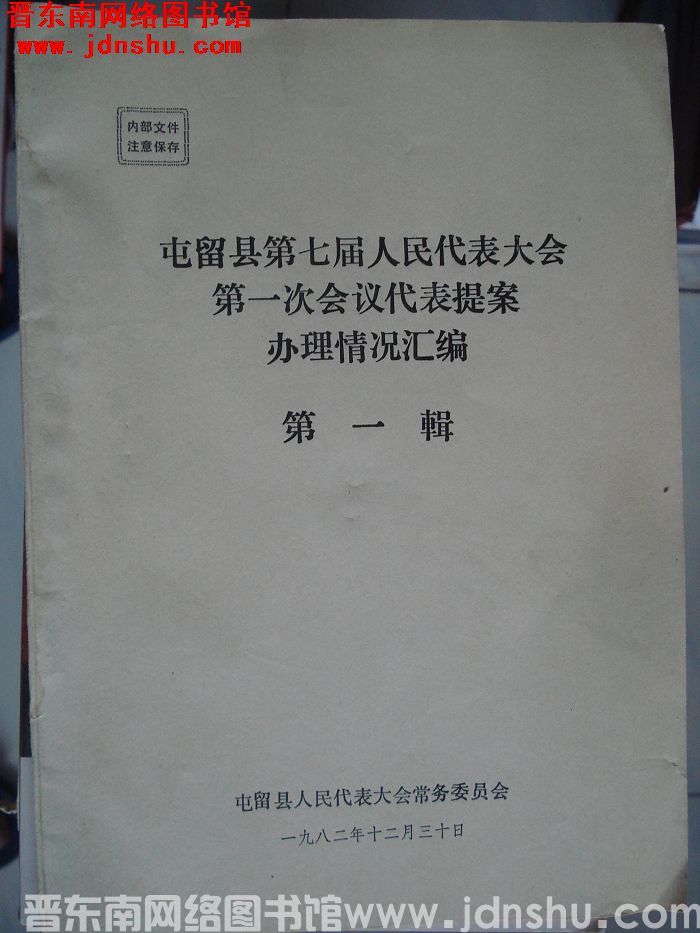 晋东南网络图书馆
www.jdnshu.com
内部文件
注意保存
屯留县第七届人民代表大会
第一次会议代表提案
办理情况汇编
第一輯
屯留县人民代表大会常务委员会
一九八二年十二月三十日
晋东南网络图书馆www.jdnshu.com